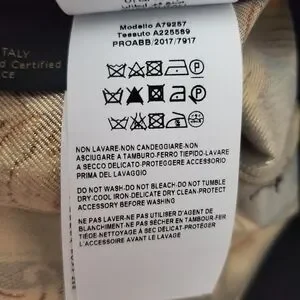 ITALY
d Certified
CE
Modello A79257
Tessuto A225589
PROABB/2017/7917
NON LAVARE-NON CANDEGGIARE-NON
ASCIUGARE A TAMBURO-FERRO TIEPIDO-LAVAGGIO
A SECCO DELICATO-PROTEGGERE ACCESSORIO
PRIMA DEL LAVAGGIO
DO NOT WASH-DO NOT BLEACH-DO NOT TUMBLE
DRY-COOL IRON-DELICATE DRY CLEAN-PROTECT
ACCESSORY BEFORE WASHING
NE PAS LAVER-NE PAS UTILISER D'AGENT DE
BLANCHIMENT-NE PAS SÉCHER EN TAMBOUR-FER
TIÈDE-NETTOYAGE A SEC DÉLICAT-PROTÉGER
L'ACCESSOIRE AVANT LE LAVAGE